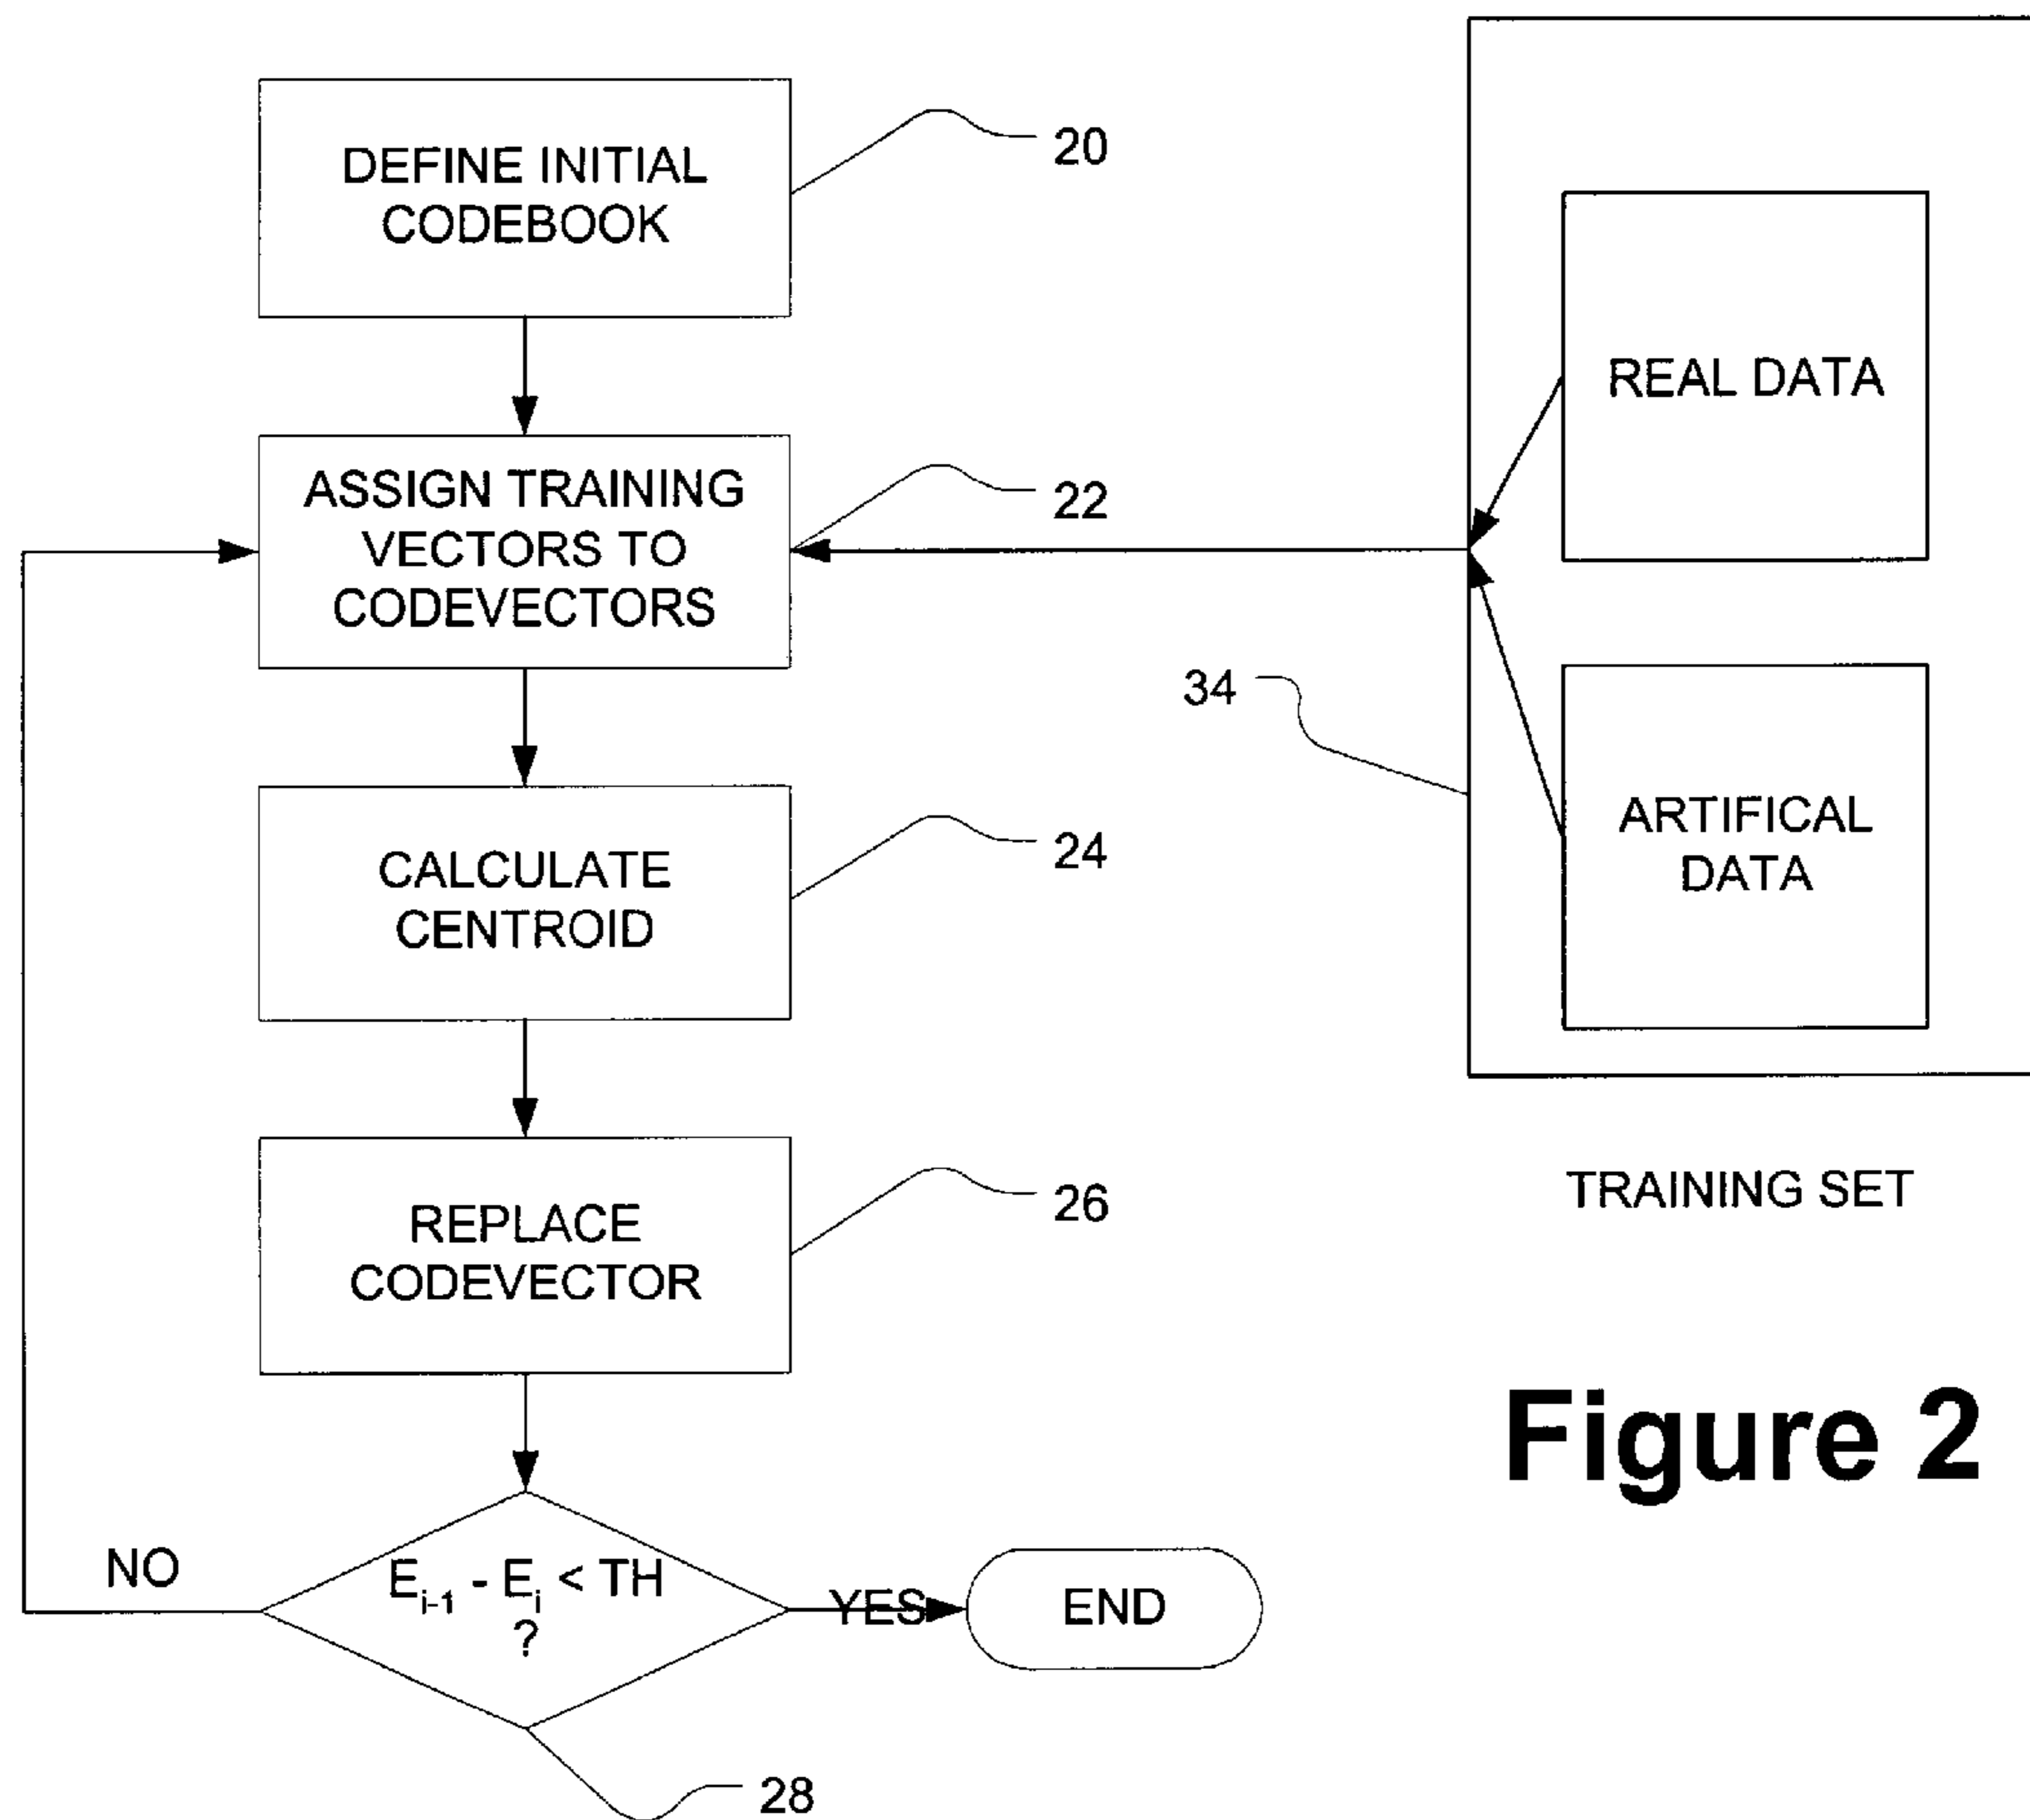 DEFINE INITIAL
CODEBOOK
20
ASSIGN TRAINING
VECTORS TO
CODEVECTORS
22
CALCULATE
CENTROID
24
REPLACE
CODEVECTOR
26
E_{i-1} - E_i < TH
?
NO
YES
END
28
REAL DATA
ARTIFICAL
DATA
34
TRAINING SET
Figure 2